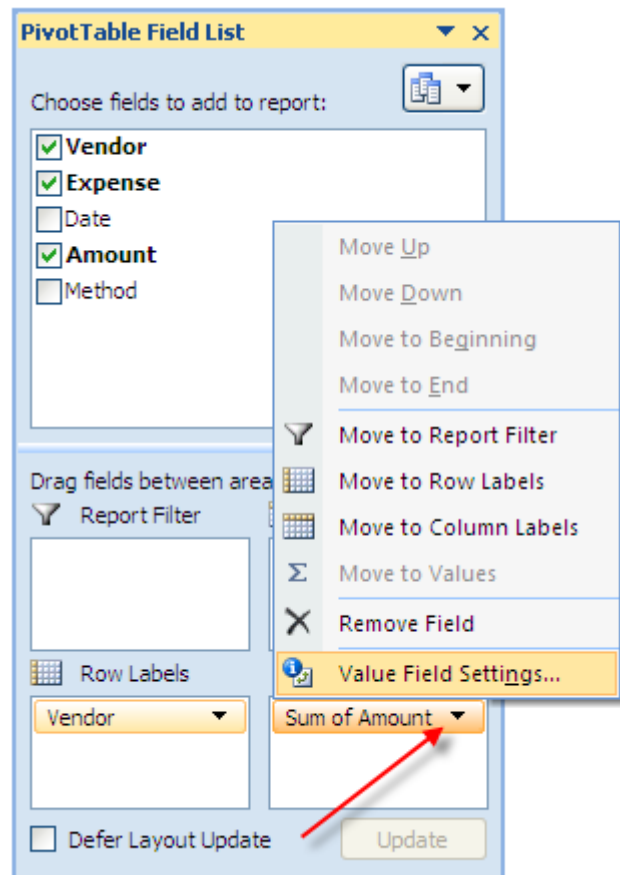 PivotTable Field List
Choose fields to add to report:
Vendor
Expense
Date
Amount
Method
Move Up
Move Down
Move to Beginning
Move to End
Move to Report Filter
Move to Row Labels
Move to Column Labels
Σ Move to Values
Remove Field
Value Field Settings...
Drag fields between area
Report Filter
Row Labels
Vendor
Sum of Amount
Defer Layout Update
Update